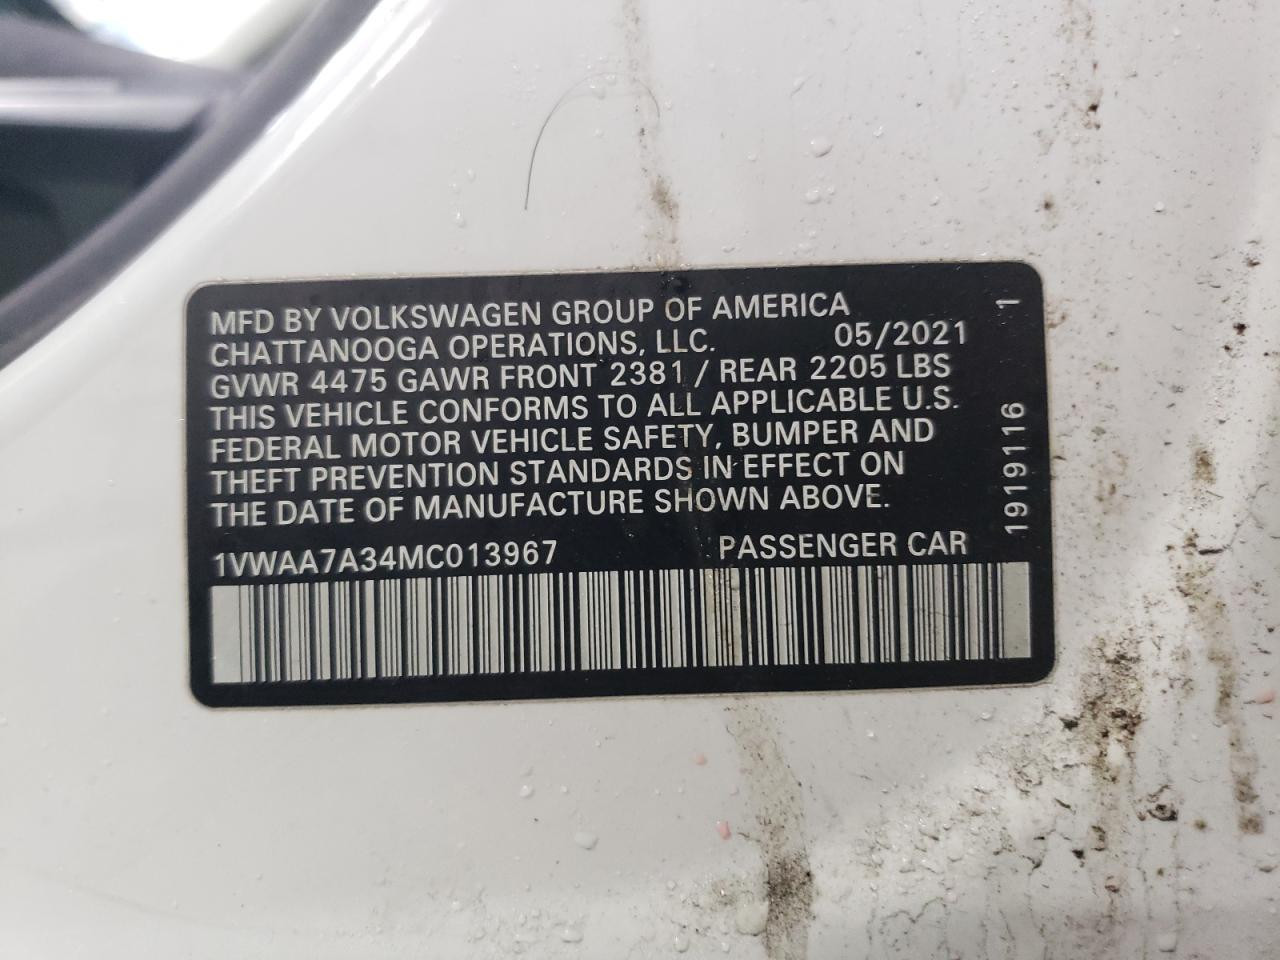 MFD BY VOLKSWAGEN GROUP OF AMERICA
CHATTANOOGA OPERATIONS, LLC. 05/2021
GVWR 4475 GAWR FRONT 2381 / REAR 2205 LBS
THIS VEHICLE CONFORMS TO ALL APPLICABLE U.S.
FEDERAL MOTOR VEHICLE SAFETY, BUMPER AND
THEFT PREVENTION STANDARDS IN EFFECT ON
THE DATE OF MANUFACTURE SHOWN ABOVE.
1VWAA7A34MC013967 PASSENGER CAR
1919116 1